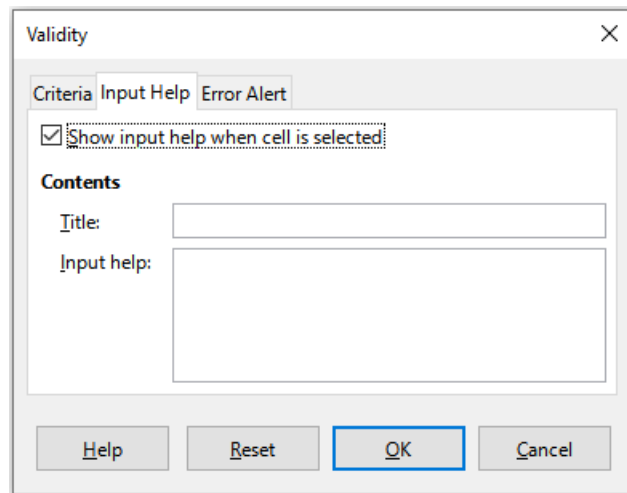 Validity
Criteria Input Help Error Alert
Show input help when cell is selected
Contents
Title:
Input help:
Help Reset OK Cancel